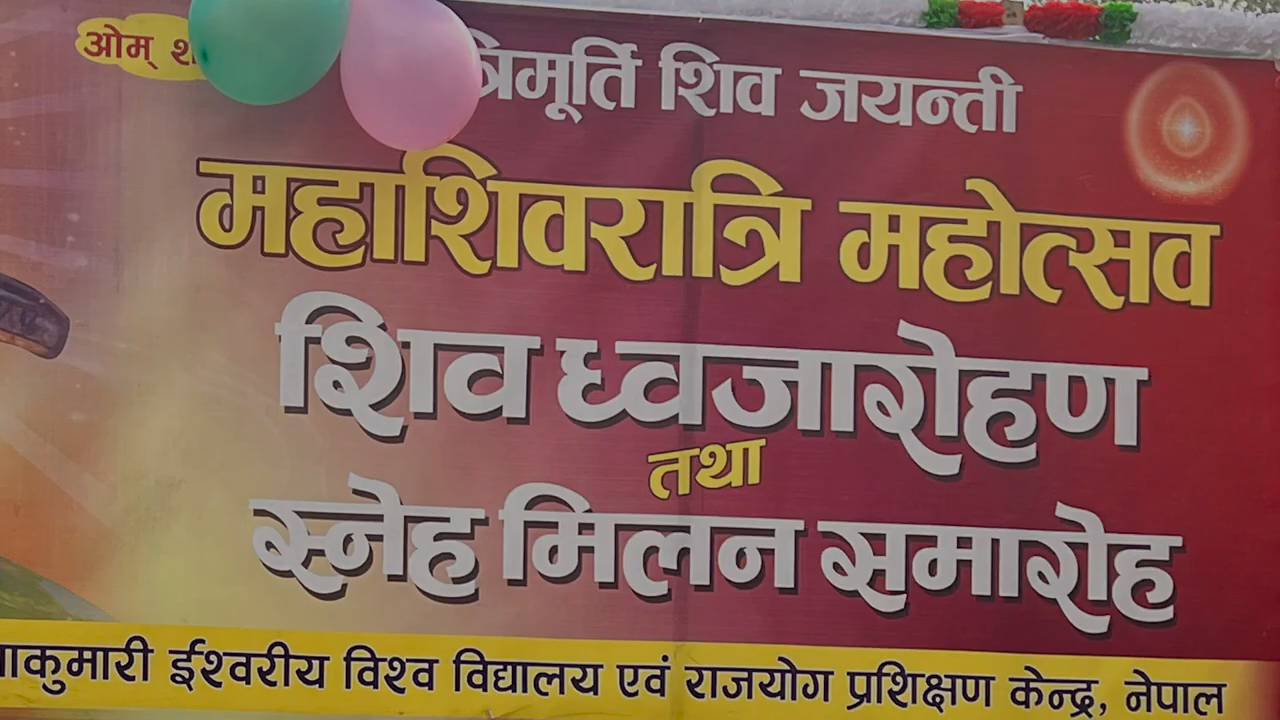 ओम्
त्रिमूर्ति शिव जयन्ती
महाशिवरात्रि महोत्सव
शिव ध्वजारोहण
तथा
स्नेह मिलन समारोह
ईश्वरीय विश्व विद्यालय एवं राजयोग प्रशिक्षण केन्द्र, नेपाल